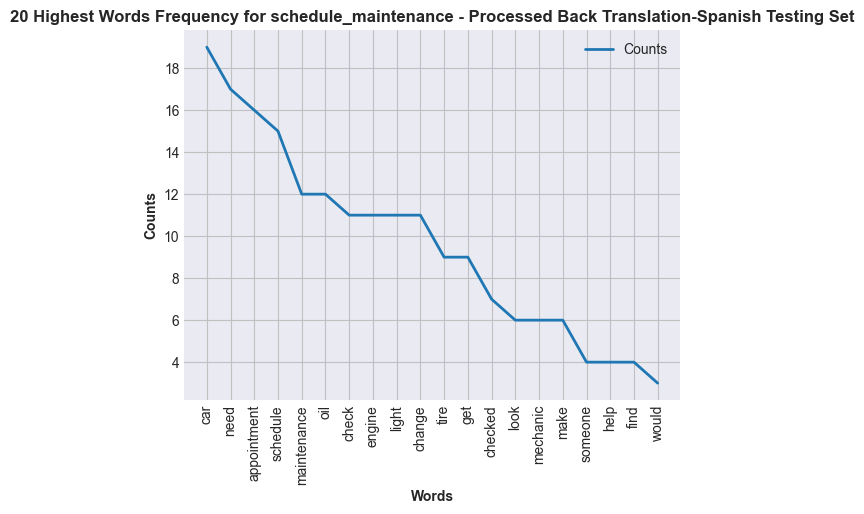 20 Highest Words Frequency for schedule_maintenance - Processed Back Translation-Spanish Testing Set
Counts
18
16
14
12
10
8
6
4
Counts
car
need
appointment
schedule
maintenance
oil
check
engine
light
change
tire
get
checked
look
mechanic
make
someone
help
find
would
Words